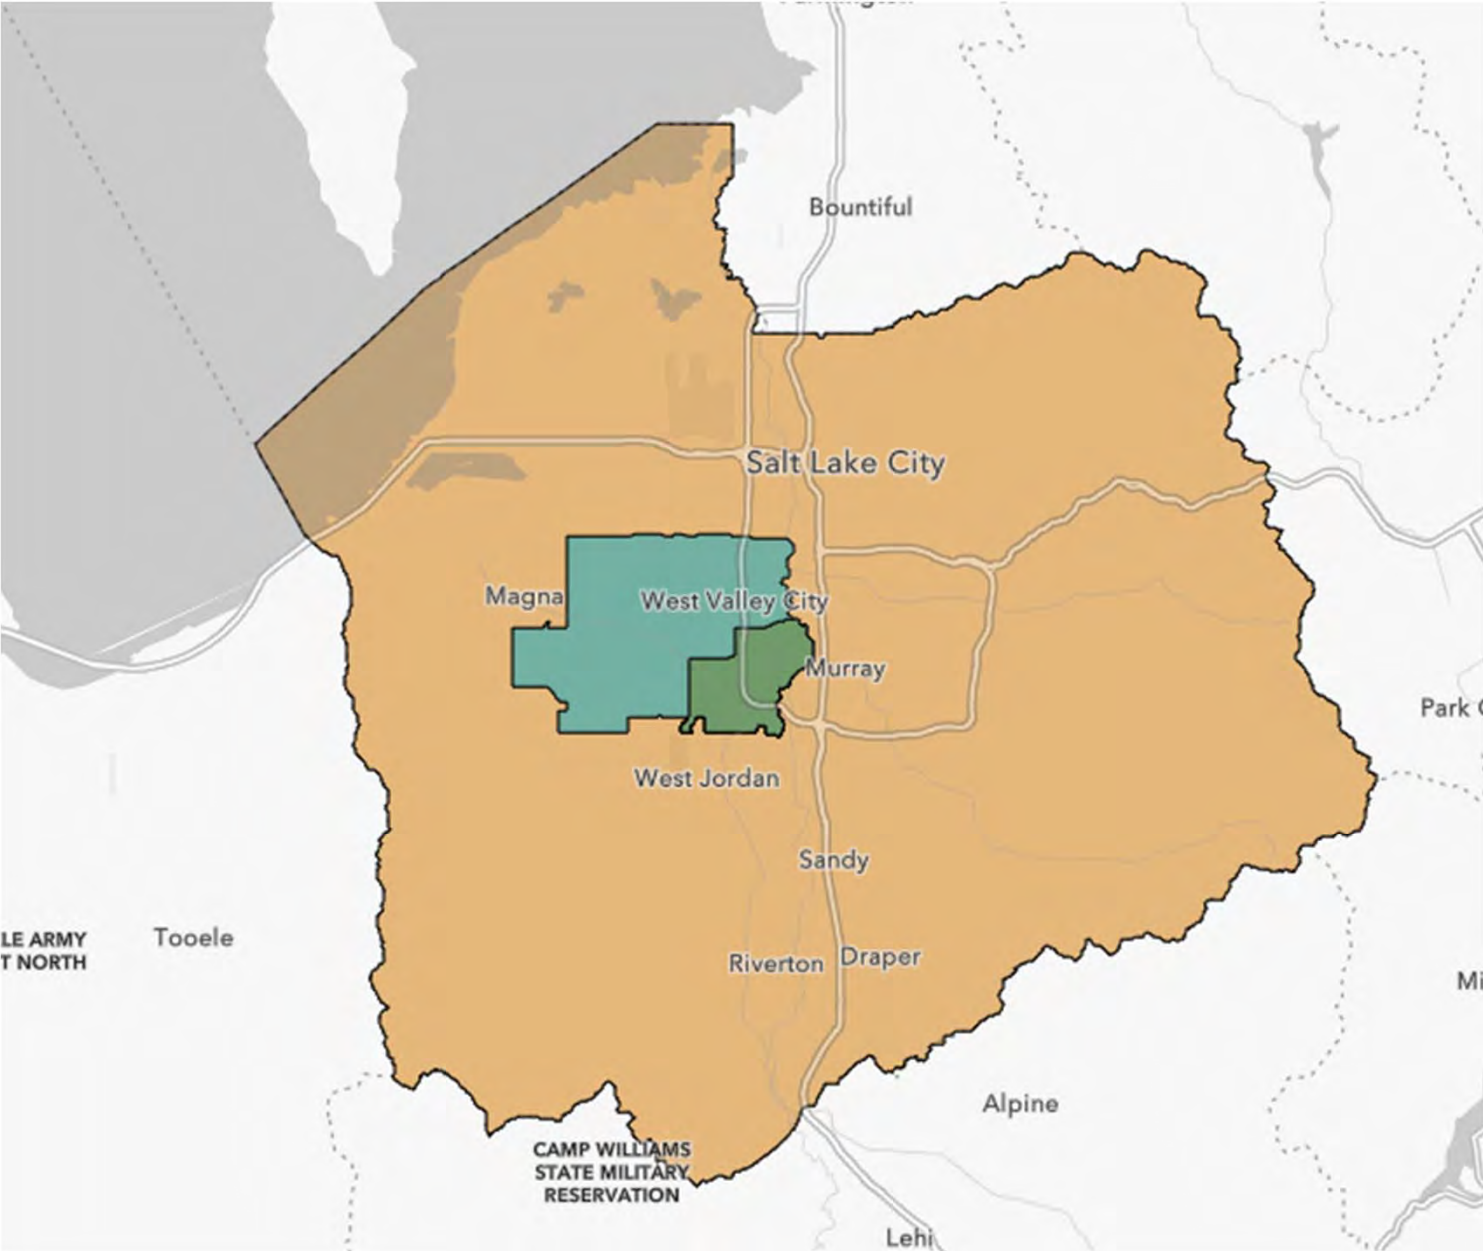 Bountiful
Salt Lake City
Magna
West Valley City
Murray
Park
West Jordan
Sandy
LE ARMY
T NORTH
Tooele
Riverton
Draper
Mi
Alpine
CAMP WILLIAMS
STATE MILITARY
RESERVATION
Lehi